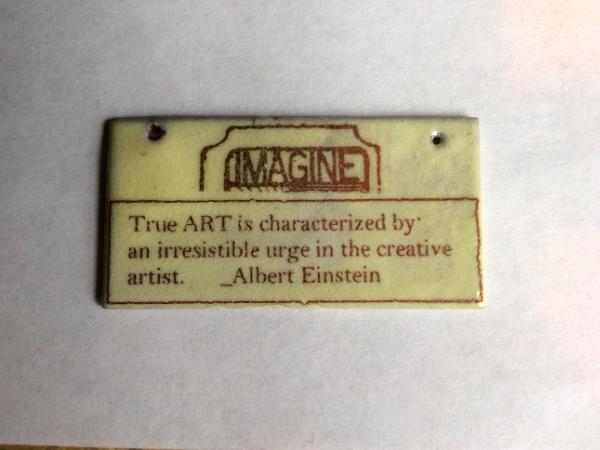 IMAGINE
True ART is characterized by
an irresistible urge in the creative
artist. _Albert Einstein